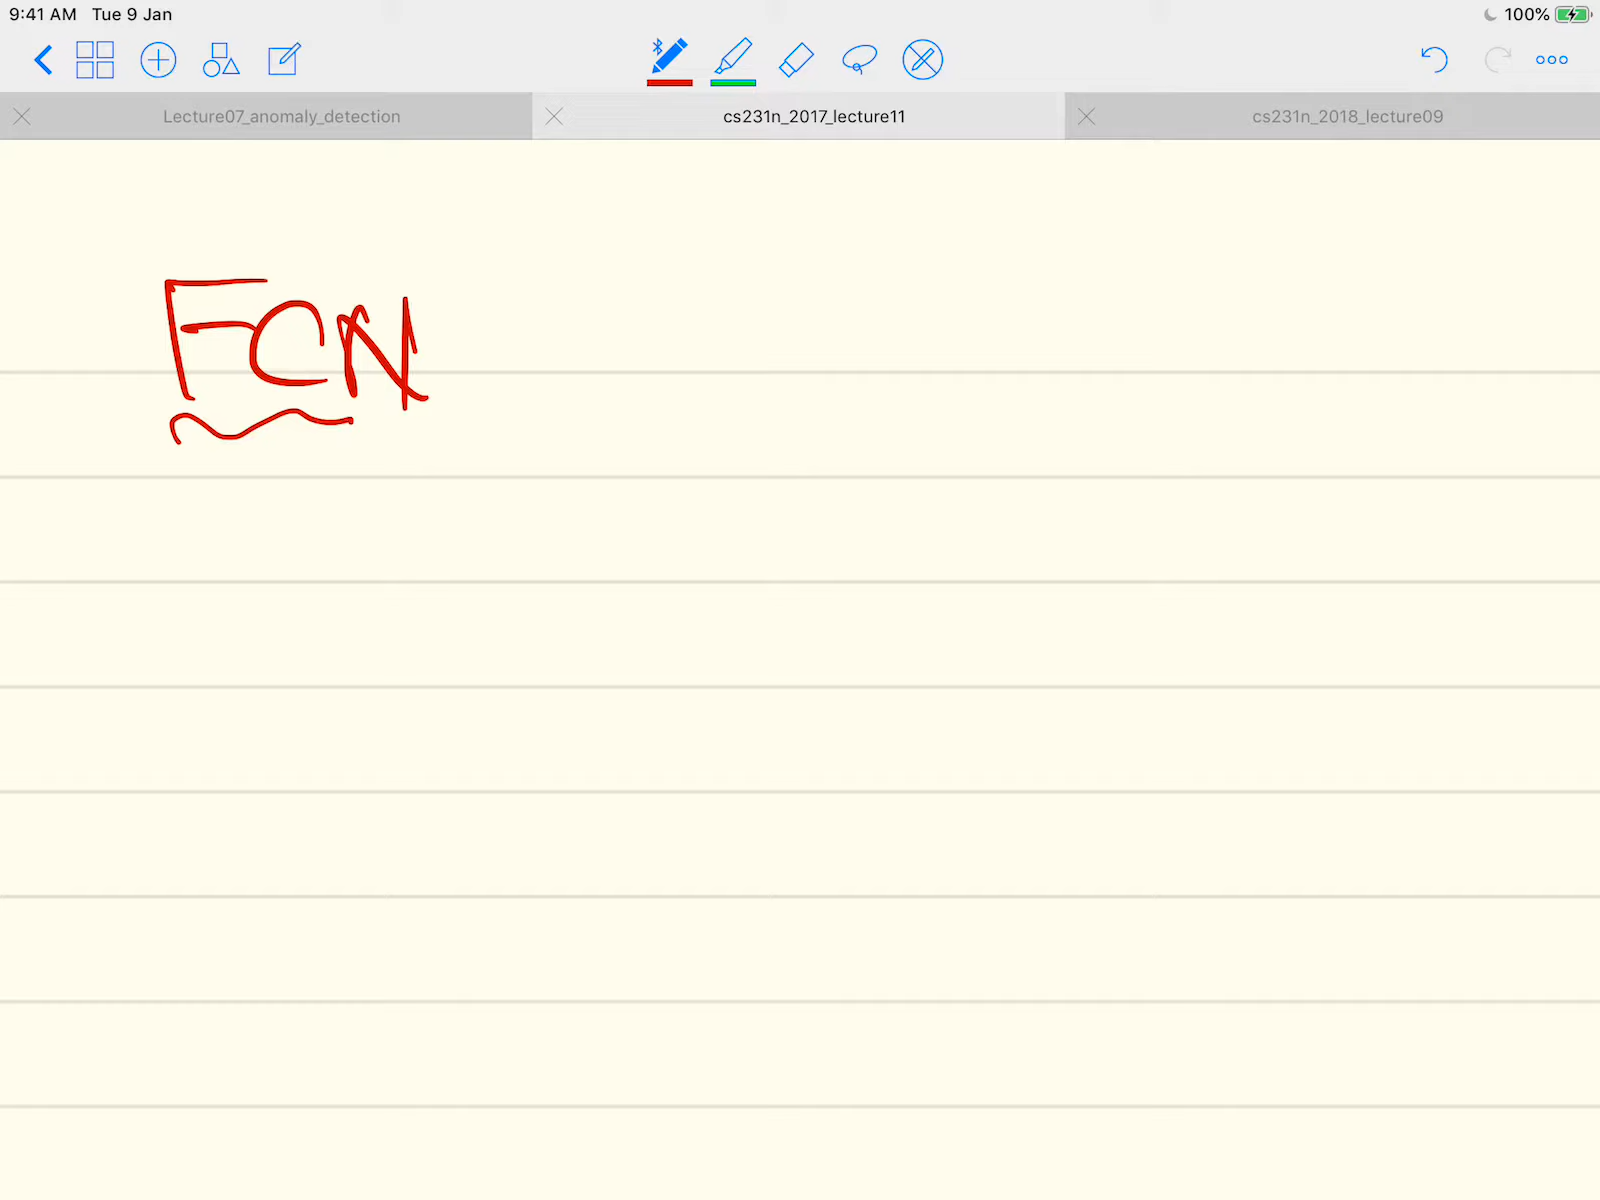 9:41 AM Tue 9 Jan 100%
Lecture07_anomaly_detection cs231n_2017_lecture11 cs231n_2018_lecture09
FCN